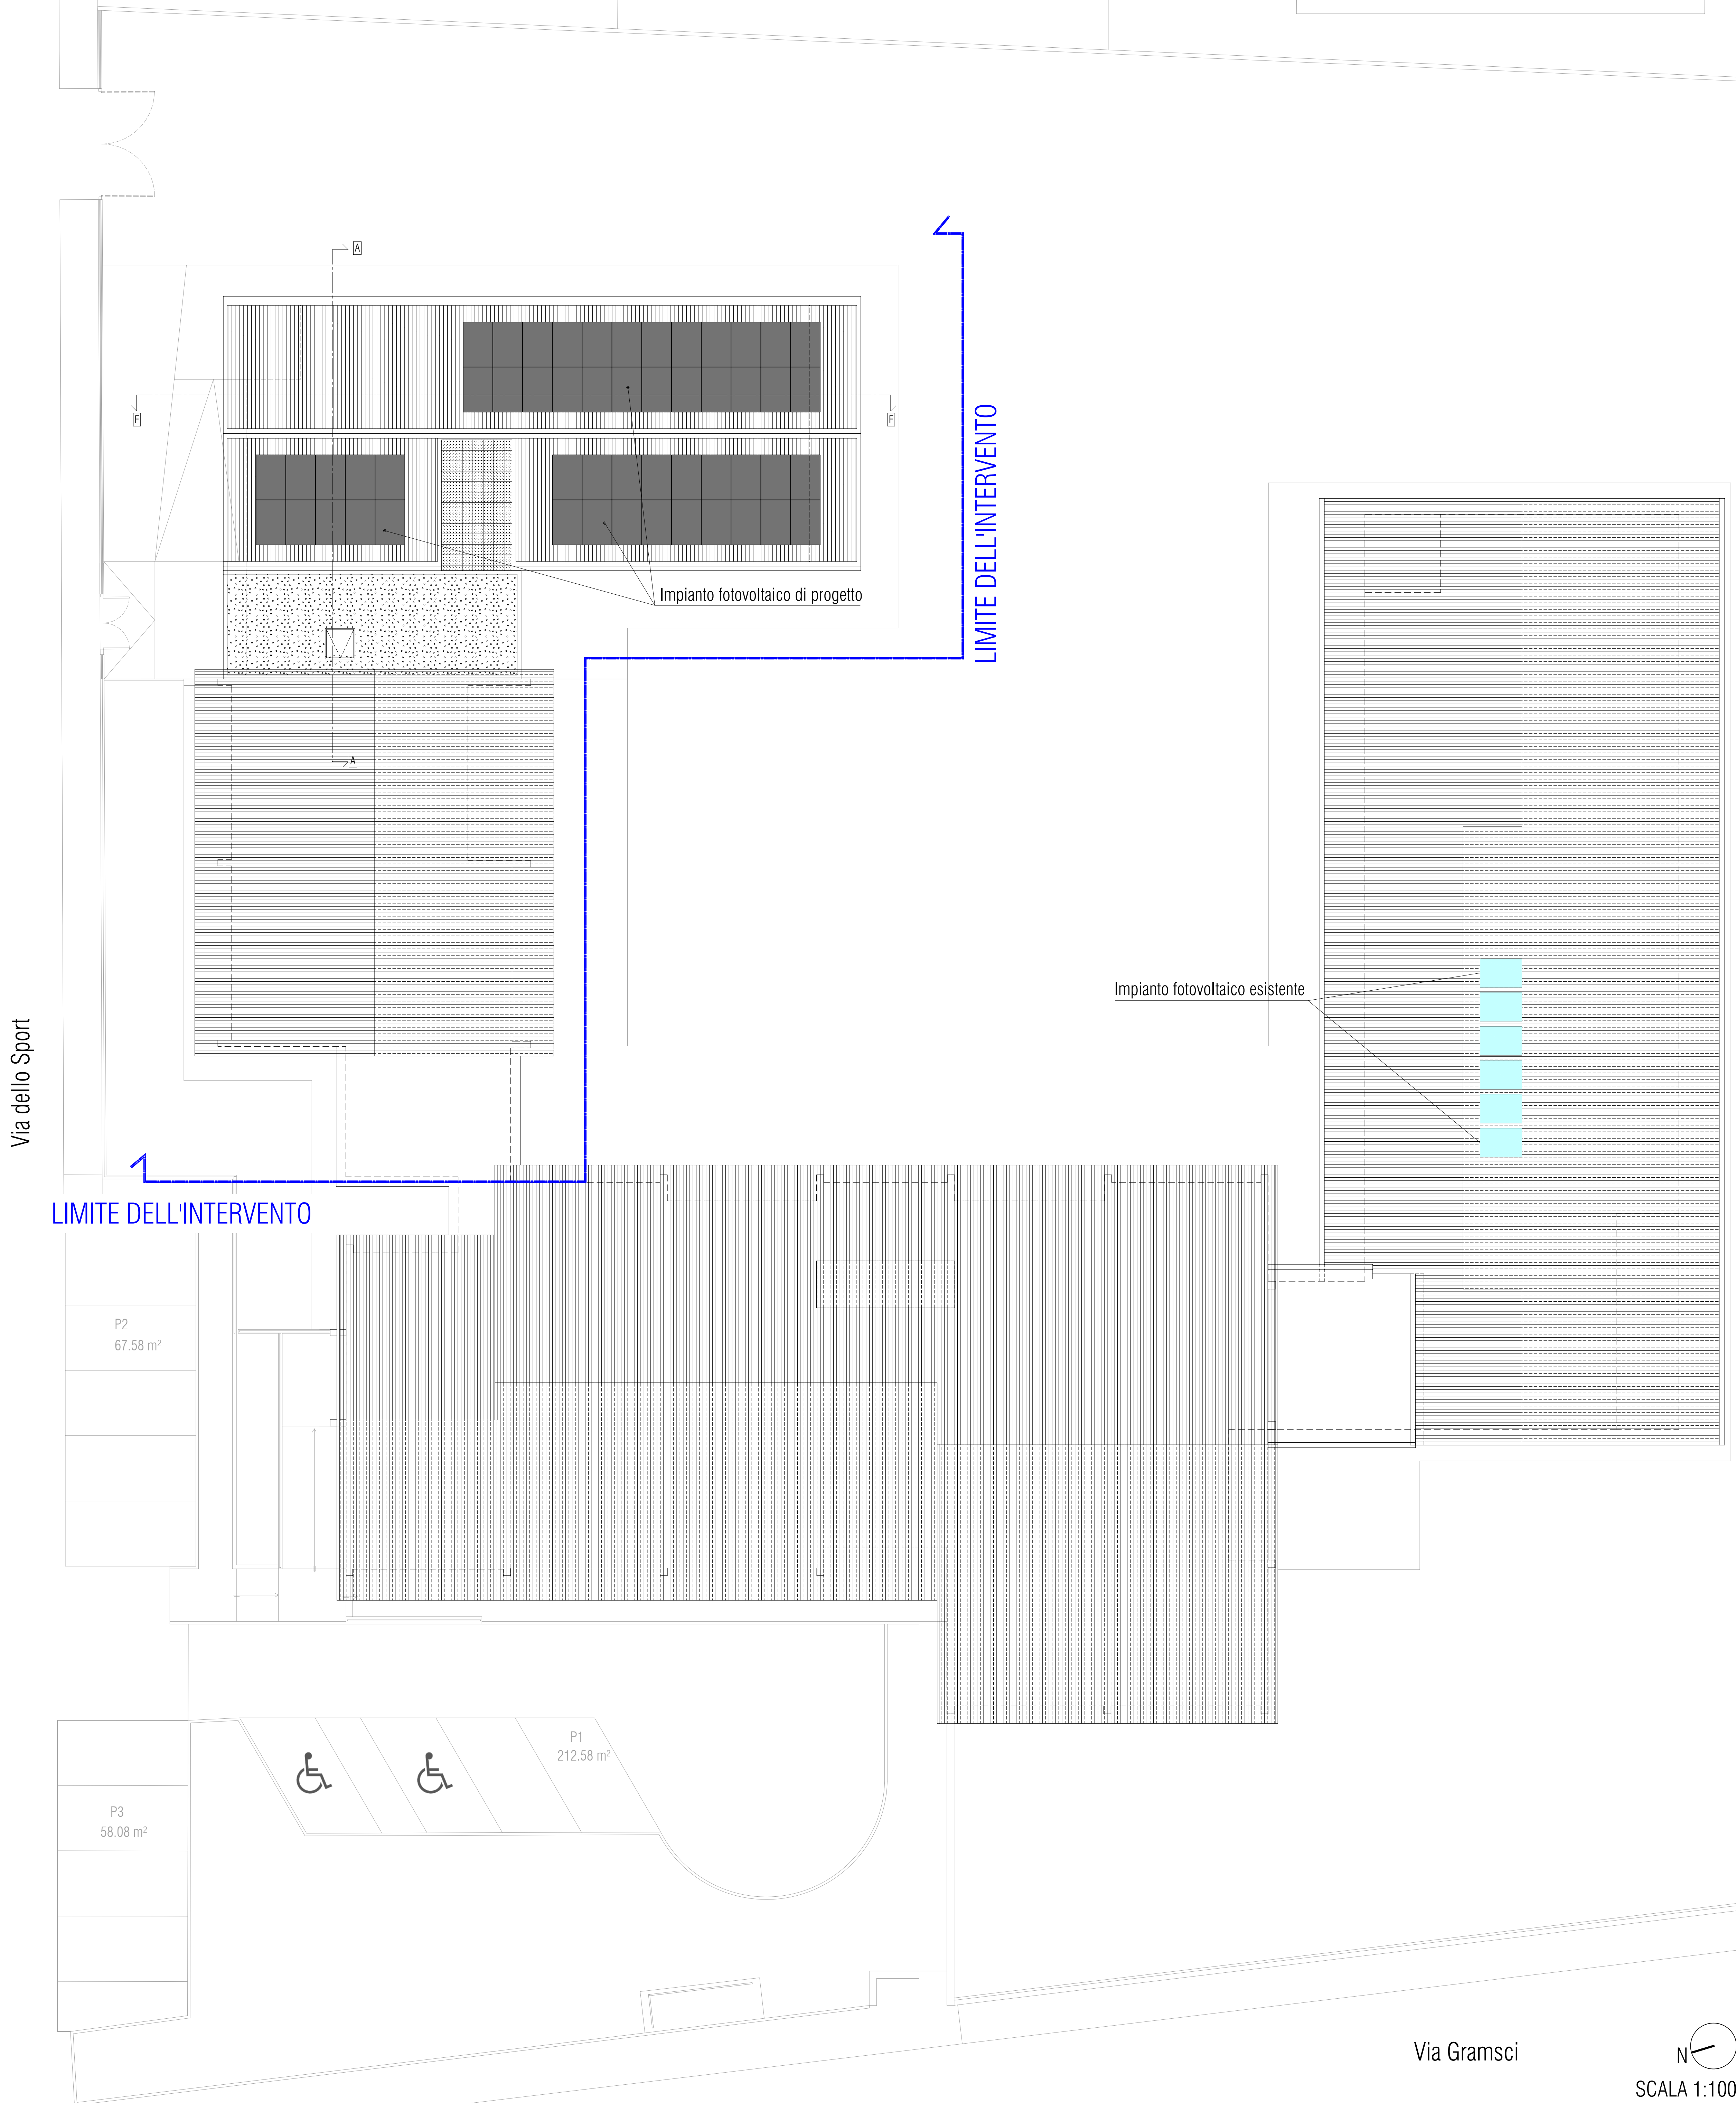 A
F
F
LIMITE DELL'INTERVENTO
Impianto fotovoltaico di progetto
A
Impianto fotovoltaico esistente
Via dello Sport
LIMITE DELL'INTERVENTO
P2
67.58 m²
P1
212.58 m²
P3
58.08 m²
Via Gramsci
N
SCALA 1:100